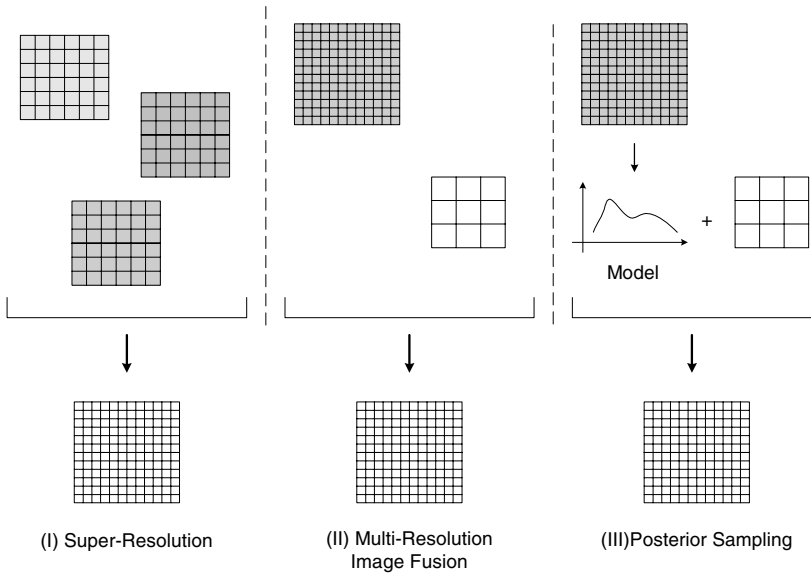 +
Model
(I) Super-Resolution
(II) Multi-Resolution
Image Fusion
(III)Posterior Sampling